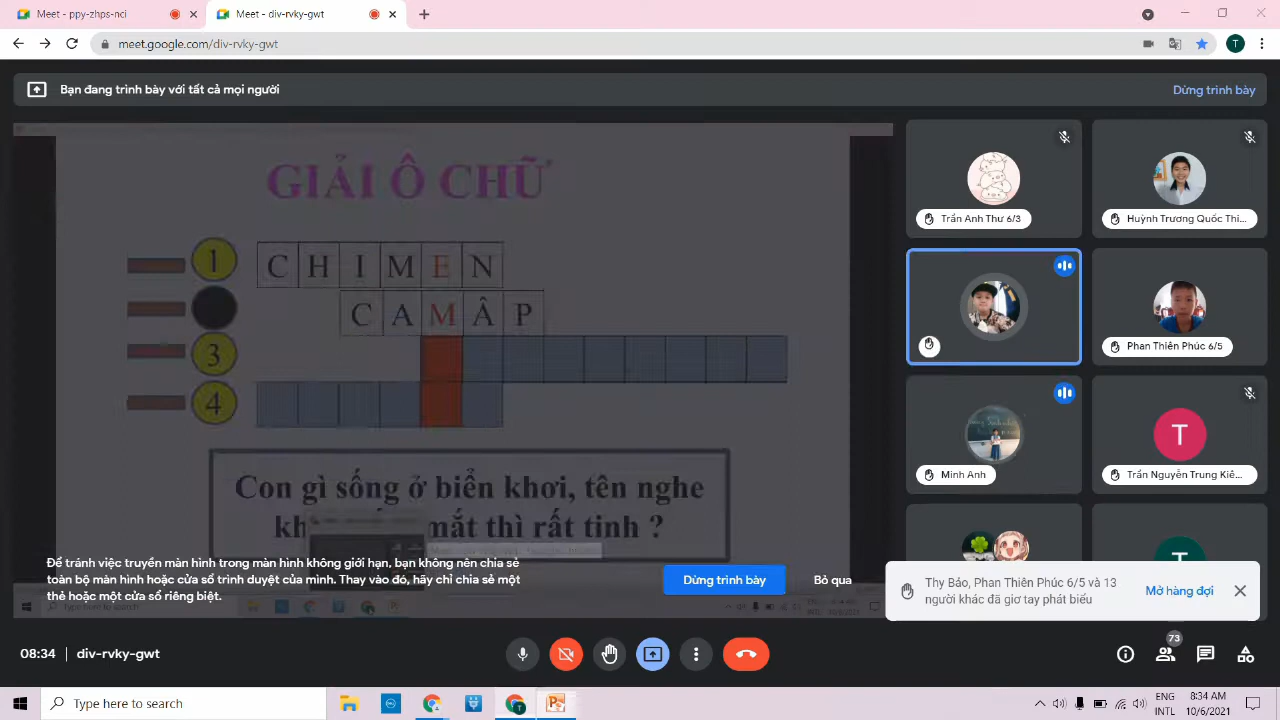 Meet - ppy-zhps-nci
Meet - div-rvky-gwt
meet.google.com/div-rvky-gwt
T
Bạn đang trình bày với tất cả mọi người
Dừng trình bày
GIẢI Ô CHỮ
1 C H I M E N
C A M Â P
3
4
Con gì sống ở biển khơi, tên nghe
mắt thì rất tinh ?
Để tránh việc truyền màn hình trong màn hình không giới hạn, bạn không nên chia sẻ
toàn bộ màn hình hoặc cửa sổ trình duyệt của mình. Thay vào đó, hãy chỉ chia sẻ một
thẻ hoặc một cửa sổ riêng biệt.
Dừng trình bày
Bỏ qua
Trần Anh Thư 6/3
Huỳnh Trương Quốc Thi...
Phan Thiên Phúc 6/5
Minh Anh
T
Trần Nguyễn Trung Kiê...
Thy Bảo, Phan Thiên Phúc 6/5 và 13
người khác đã giơ tay phát biểu
Mở hàng đợi
08:34 | div-rvky-gwt
73
Type here to search
ENG
INTL
8:34 AM
10/6/2021